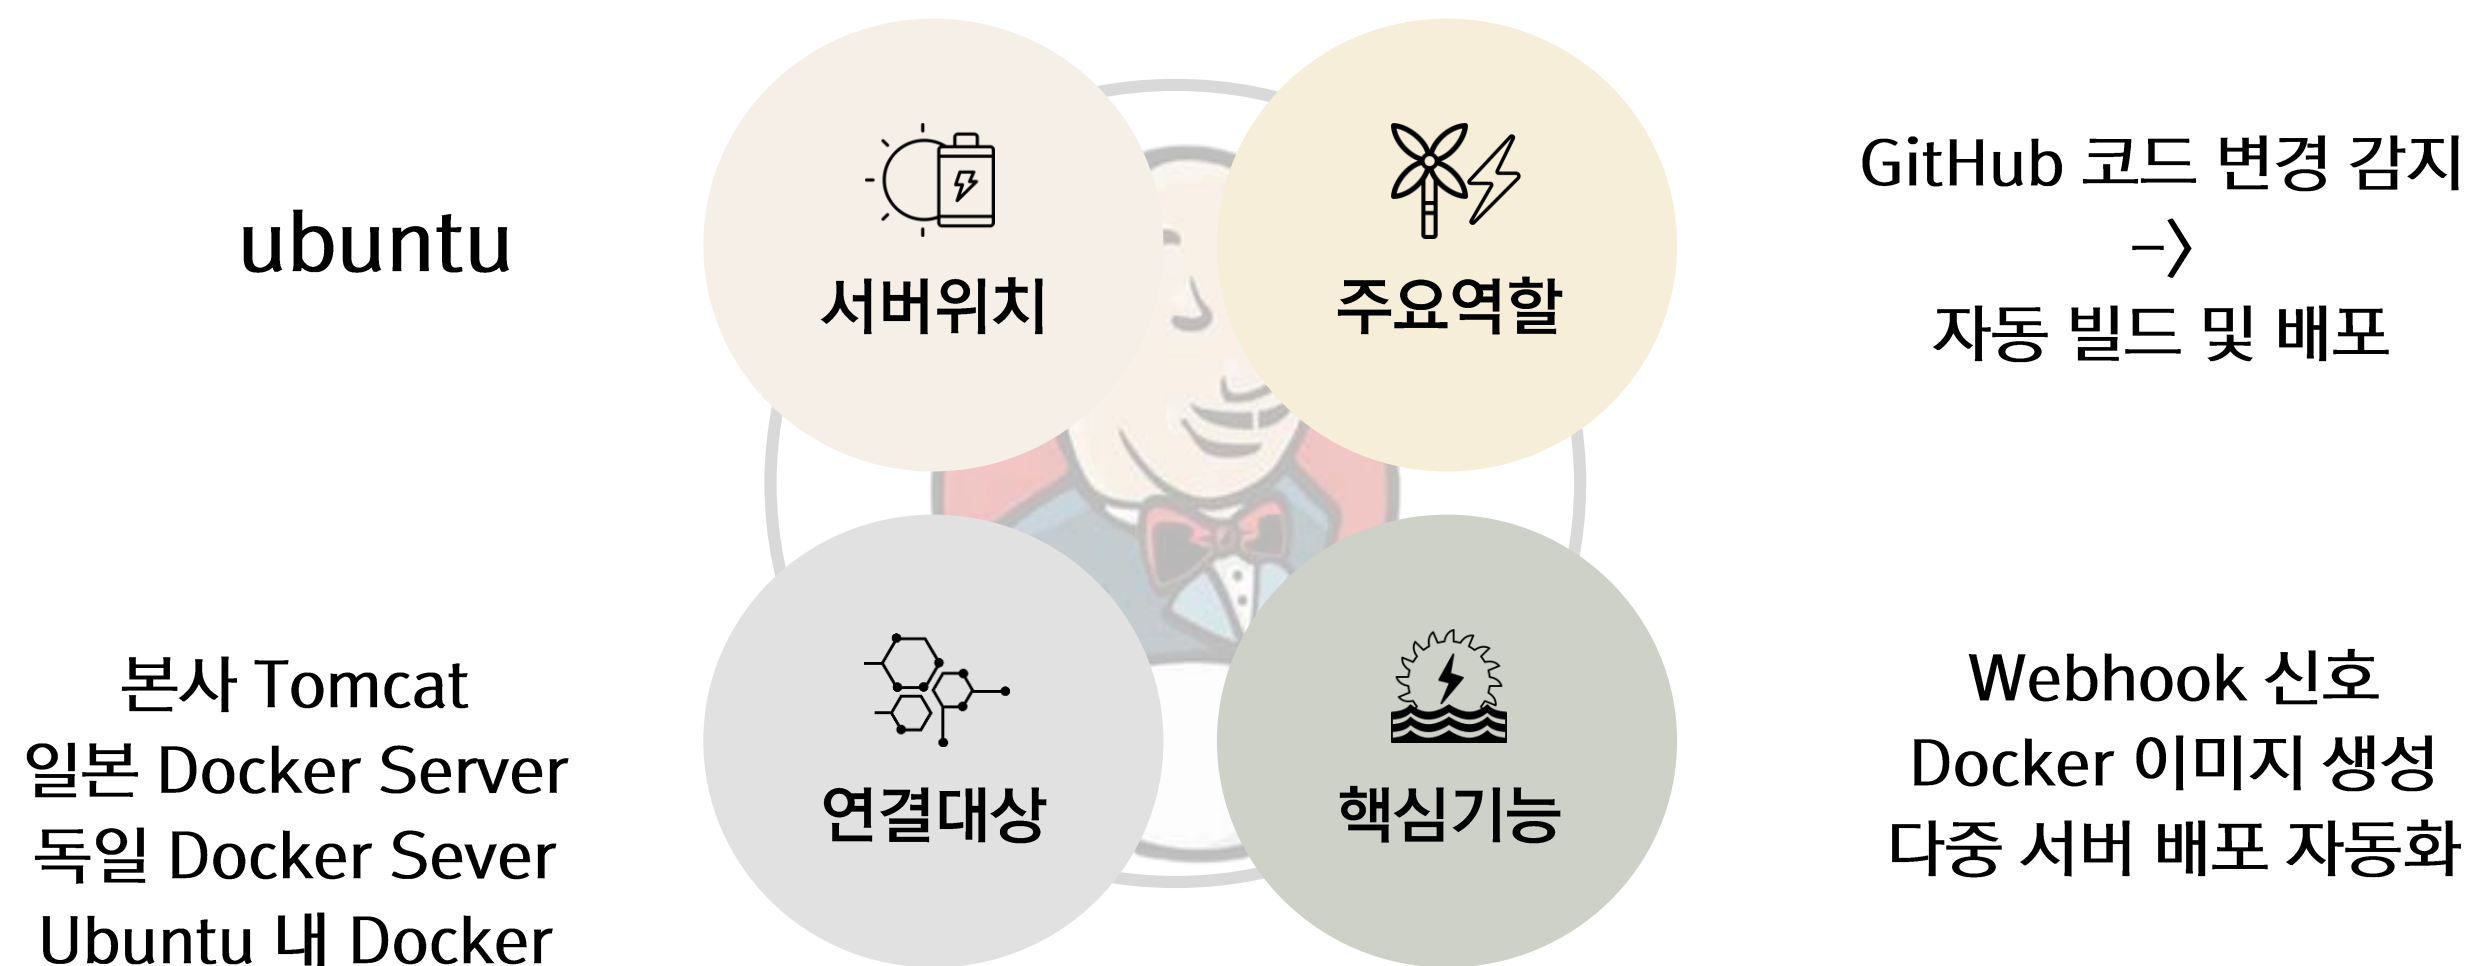 ubuntu
서버위치
주요역할
GitHub 코드 변경 감지
->
자동 빌드 및 배포
본사 Tomcat
일본 Docker Server
독일 Docker Sever
Ubuntu 내 Docker
연결대상
핵심기능
Webhook 신호
Docker 이미지 생성
다중 서버 배포 자동화